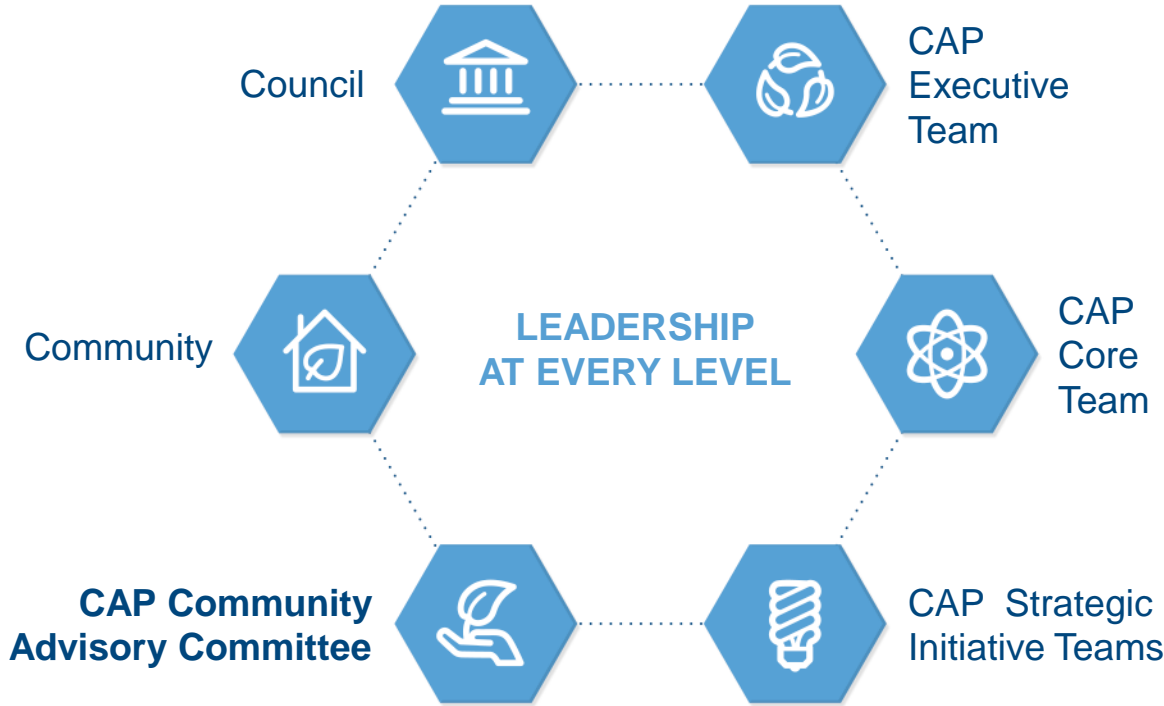 Council
CAP
Executive
Team
Community
LEADERSHIP
AT EVERY LEVEL
CAP
Core
Team
CAP Community
Advisory Committee
CAP Strategic
Initiative Teams